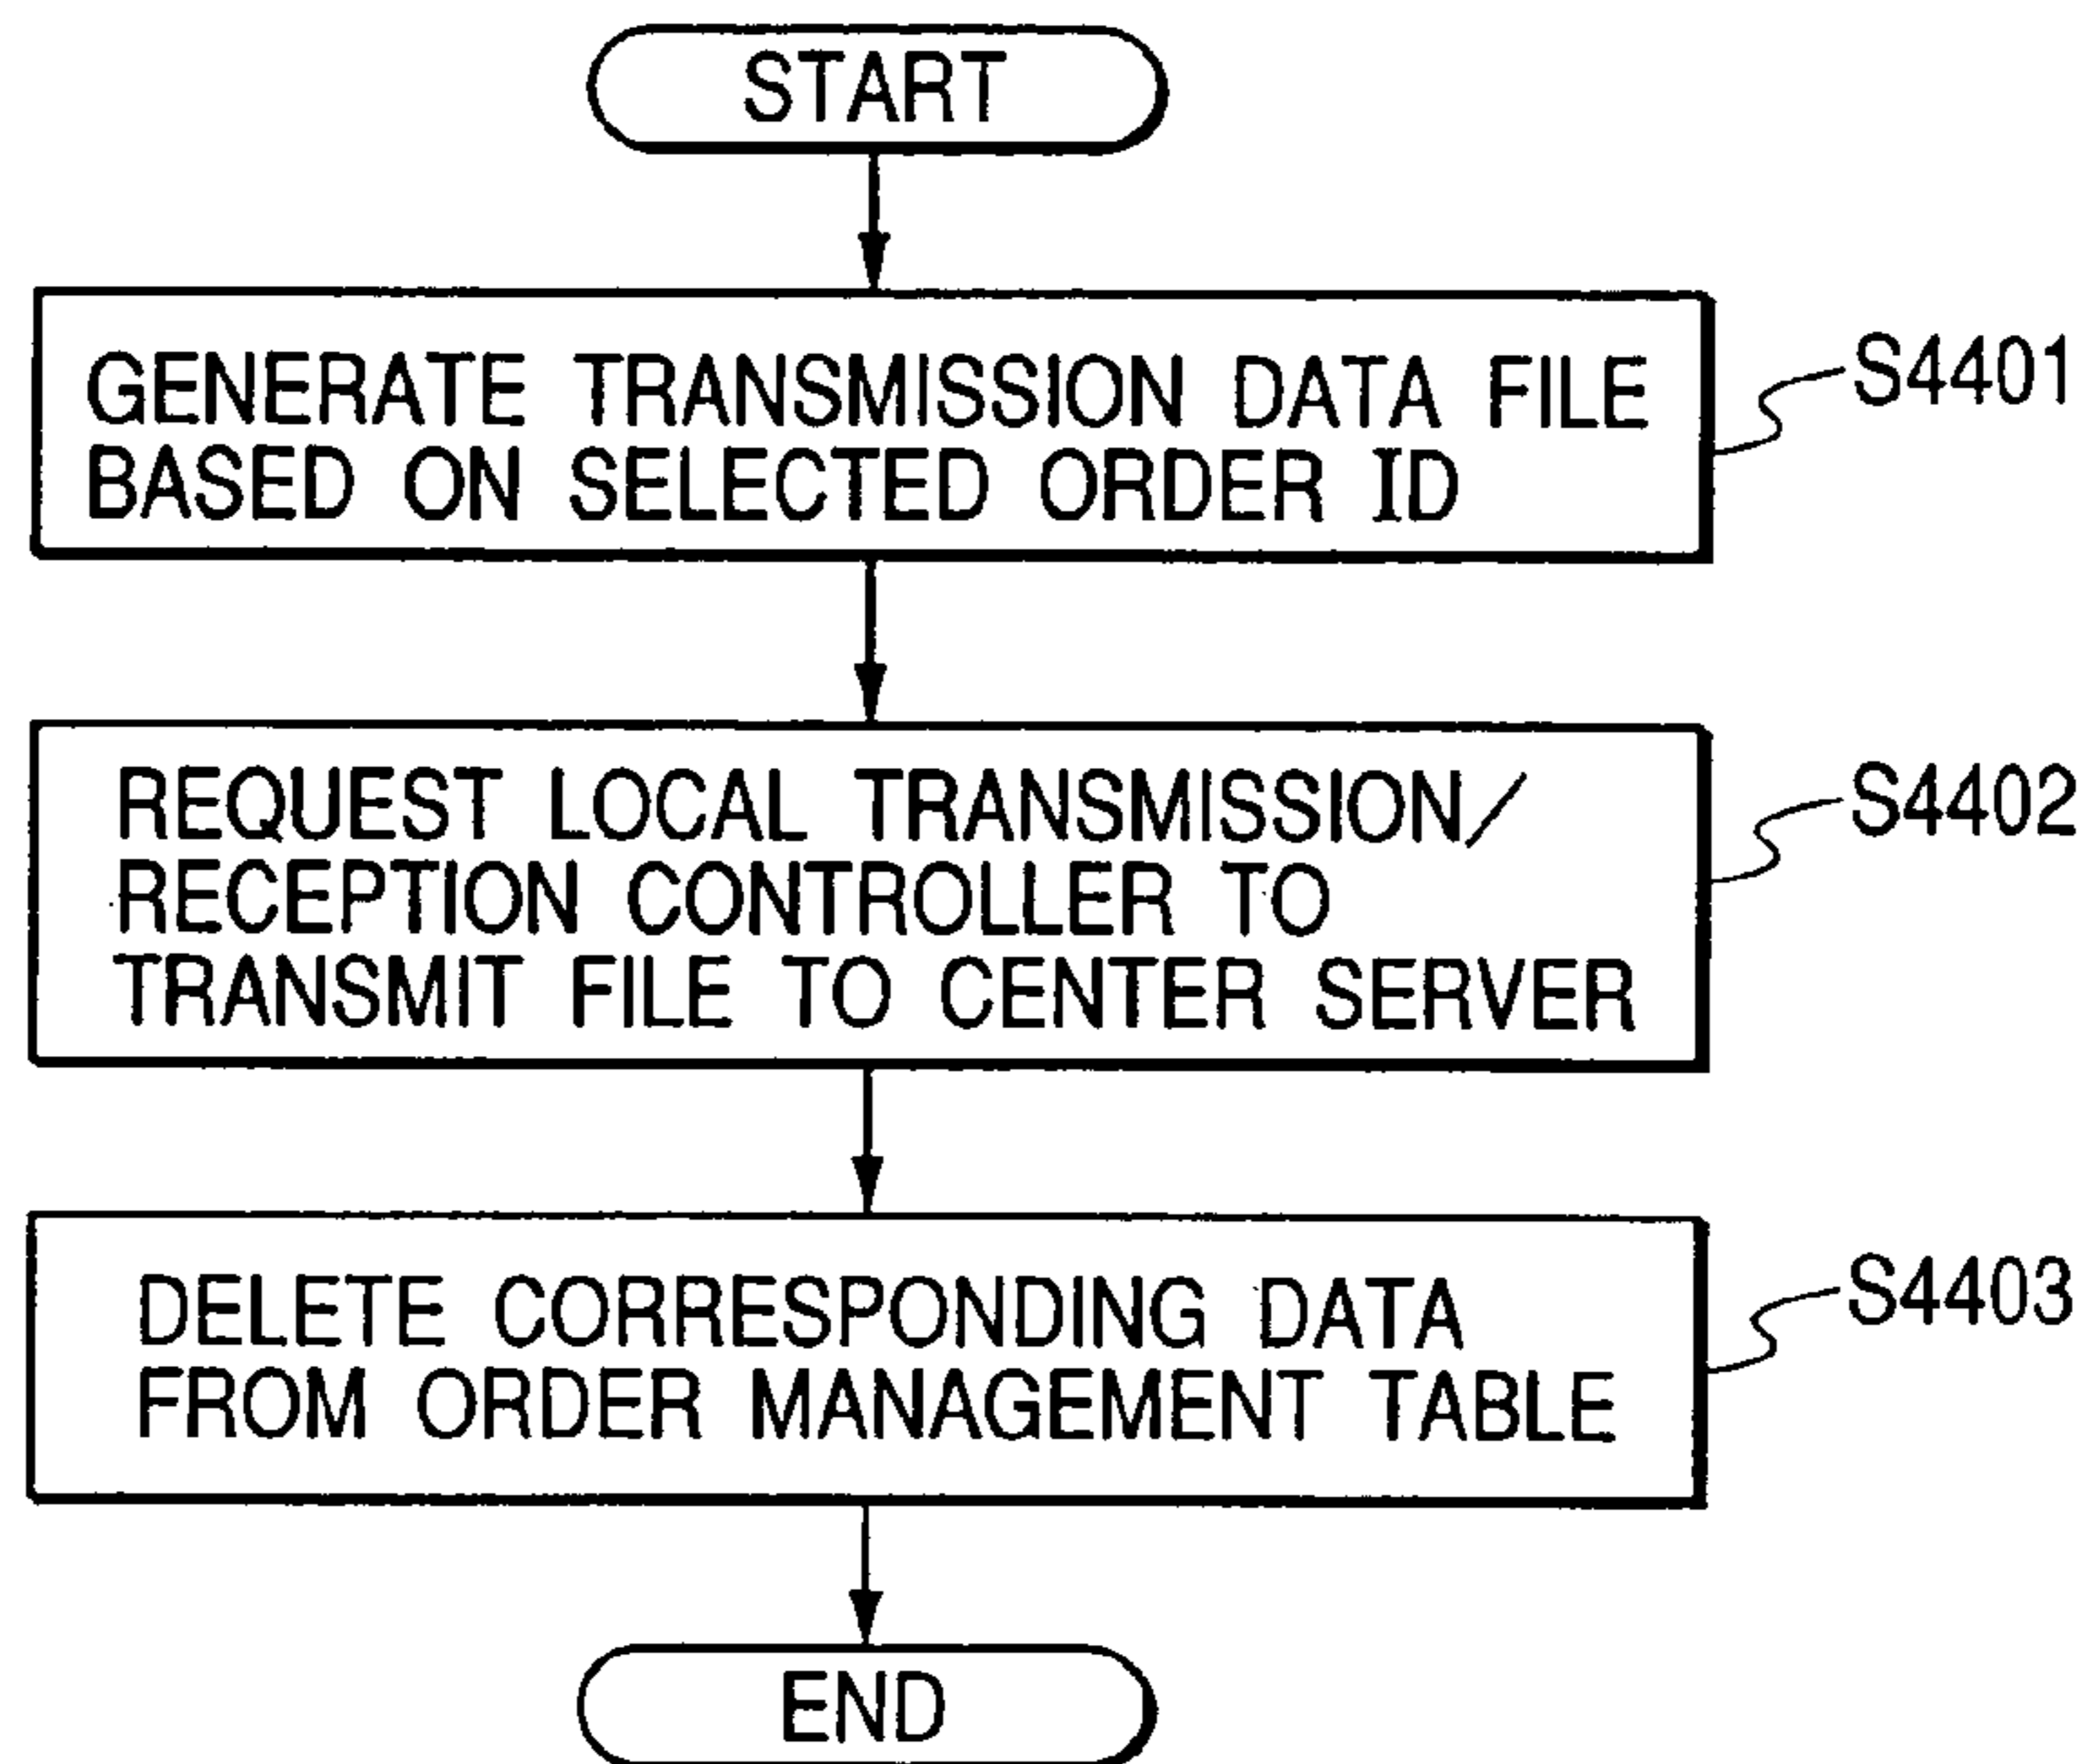 START
GENERATE TRANSMISSION DATA FILE
BASED ON SELECTED ORDER ID
S4401
REQUEST LOCAL TRANSMISSION/
RECEPTION CONTROLLER TO
TRANSMIT FILE TO CENTER SERVER
S4402
DELETE CORRESPONDING DATA
FROM ORDER MANAGEMENT TABLE
S4403
END